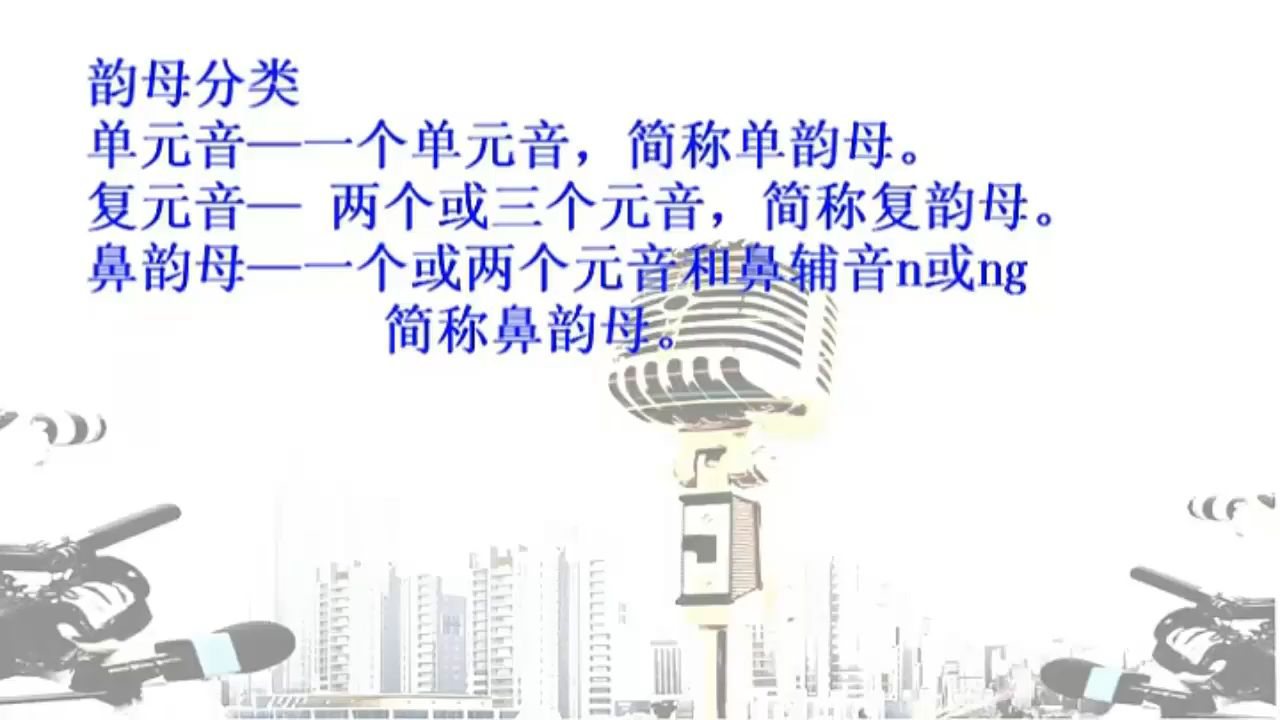 韵母分类
单元音—一个单元音，简称单韵母。
复元音— 两个或三个元音，简称复韵母。
鼻韵母—一个或两个元音和鼻辅音n或ng
简称鼻韵母。